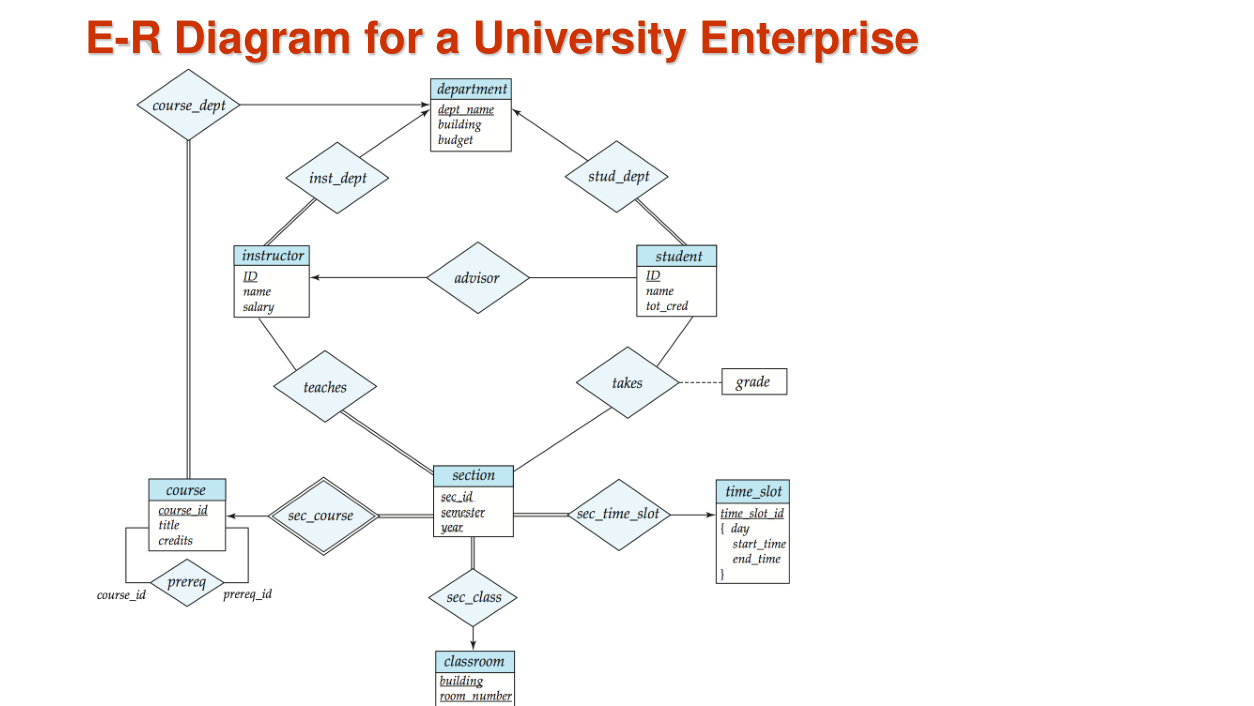 E-R Diagram for a University Enterprise
course_dept
department
dept_name
building
budget
inst_dept
stud_dept
instructor
ID
name
salary
advisor
student
ID
name
tot_cred
teaches
takes
grade
section
sec_id
semester
year
course
course_id
title
credits
sec_course
sec_time_slot
time_slot
time_slot_id
{ day
start_time
end_time
}
prereq
course_id
prereq_id
sec_class
classroom
building
room_number